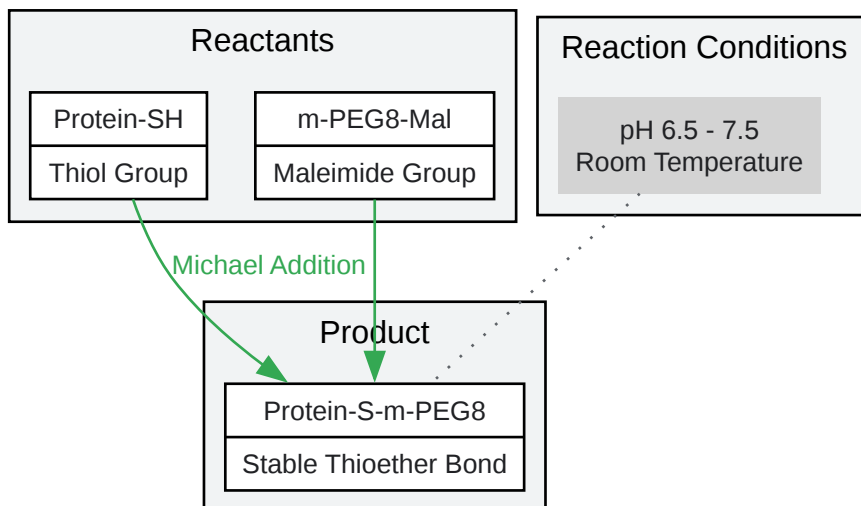 Reactants
Protein-SH
Thiol Group
m-PEG8-Mal
Maleimide Group
Reaction Conditions
pH 6.5 - 7.5
Room Temperature
Michael Addition
Product
Protein-S-m-PEG8
Stable Thioether Bond